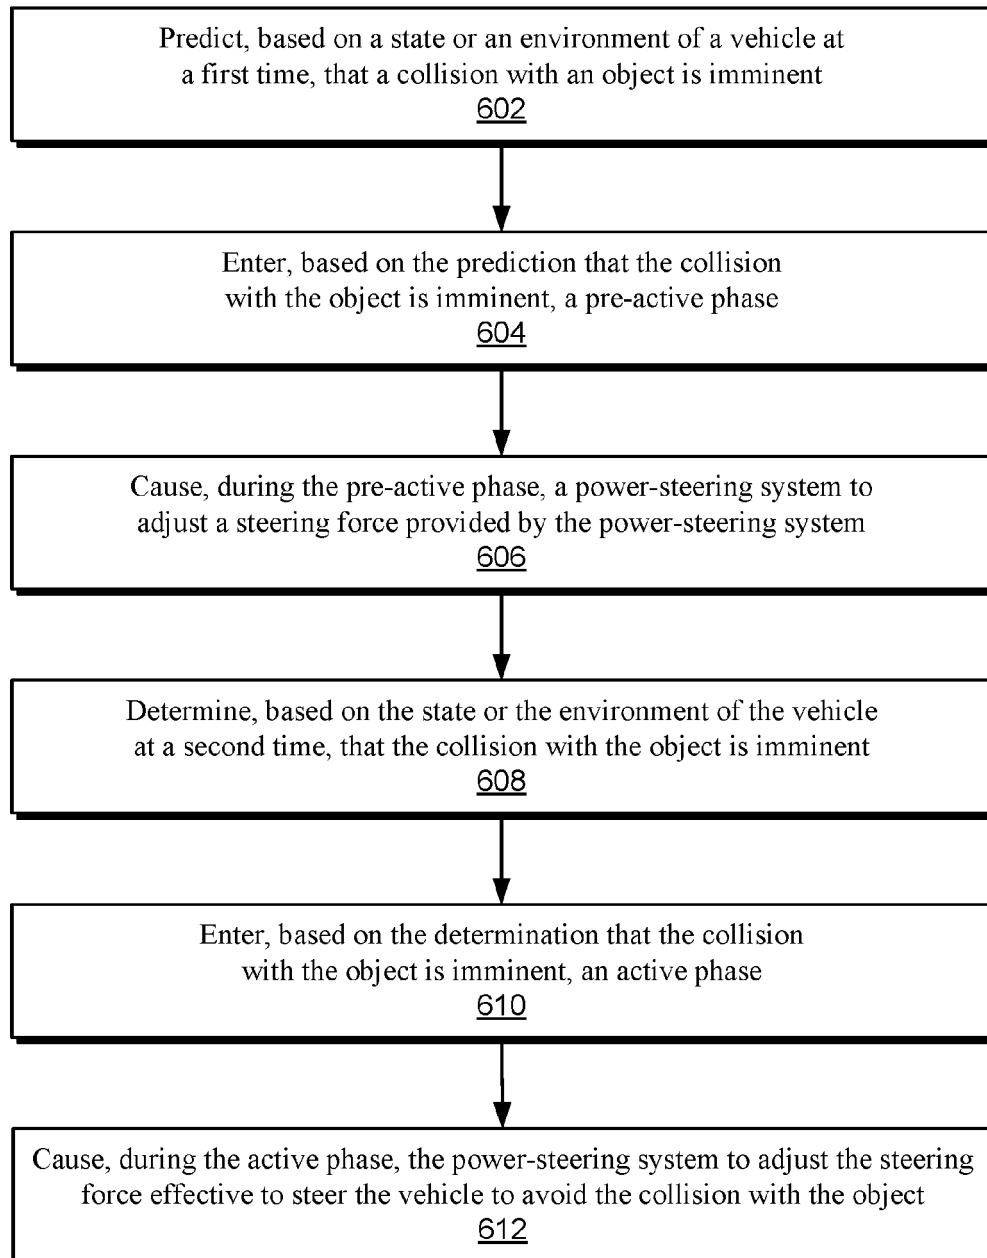 Predict, based on a state or an environment of a vehicle at
a first time, that a collision with an object is imminent
602
Enter, based on the prediction that the collision
with the object is imminent, a pre-active phase
604
Cause, during the pre-active phase, a power-steering system to
adjust a steering force provided by the power-steering system
606
Determine, based on the state or the environment of the vehicle
at a second time, that the collision with the object is imminent
608
Enter, based on the determination that the collision
with the object is imminent, an active phase
610
Cause, during the active phase, the power-steering system to adjust the steering
force effective to steer the vehicle to avoid the collision with the object
612